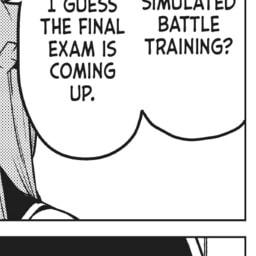 SIMULATED
BATTLE
TRAINING?
I GUESS
THE FINAL
EXAM IS
COMING
UP.